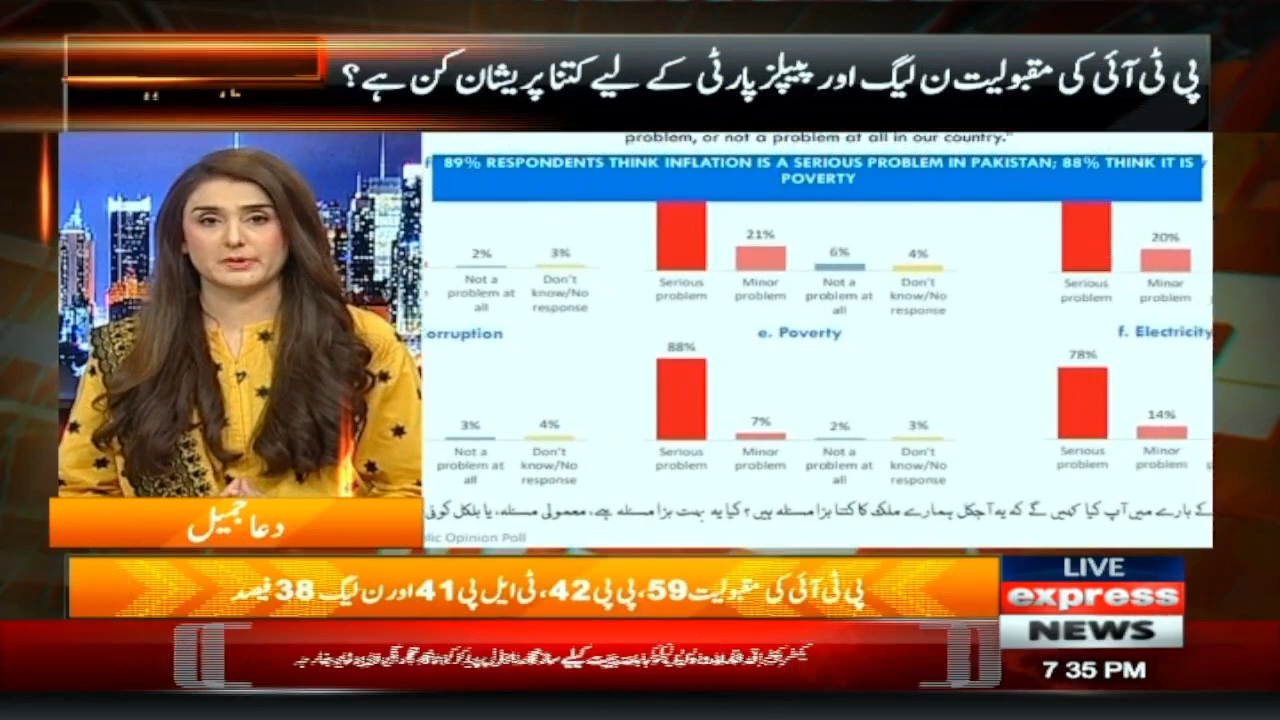 پی ٹی آئی کی مقبولیت ن لیگ اور پیپلز پارٹی کے لیے کتنا پریشان کن ہے؟
problem, or not a problem at all in our country."
89% RESPONDENTS THINK INFLATION IS A SERIOUS PROBLEM IN PAKISTAN; 88% THINK IT IS
POVERTY
2% 3% 21% 6% 4% 20%
Not a problem at all
Don't know/No response
Serious problem
Minor problem
Not a problem at all
Don't know/No response
Serious problem
Minor problem
orruption
e. Poverty
f. Electricity
3% 4% 88% 7% 2% 3% 78% 14%
Not a problem at all
Don't know/No response
Serious problem
Minor problem
Not a problem at all
Don't know/No response
Serious problem
Minor problem
کے بارے میں آپ کیا کہیں گے کہ یہ آجکل ہمارے ملک کا کتنا بڑا مسئلہ ہیں؟ کیا یہ بہت بڑا مسئلہ ہے، معمولی مسئلہ، یا بلکل کوئی
lic Opinion Poll
دعا جمیل
پی ٹی آئی کی مقبولیت 59، پی پی 42، ٹی ایل پی 41 اور ن لیگ 38 فیصد
LIVE
express
NEWS
7 35 PM